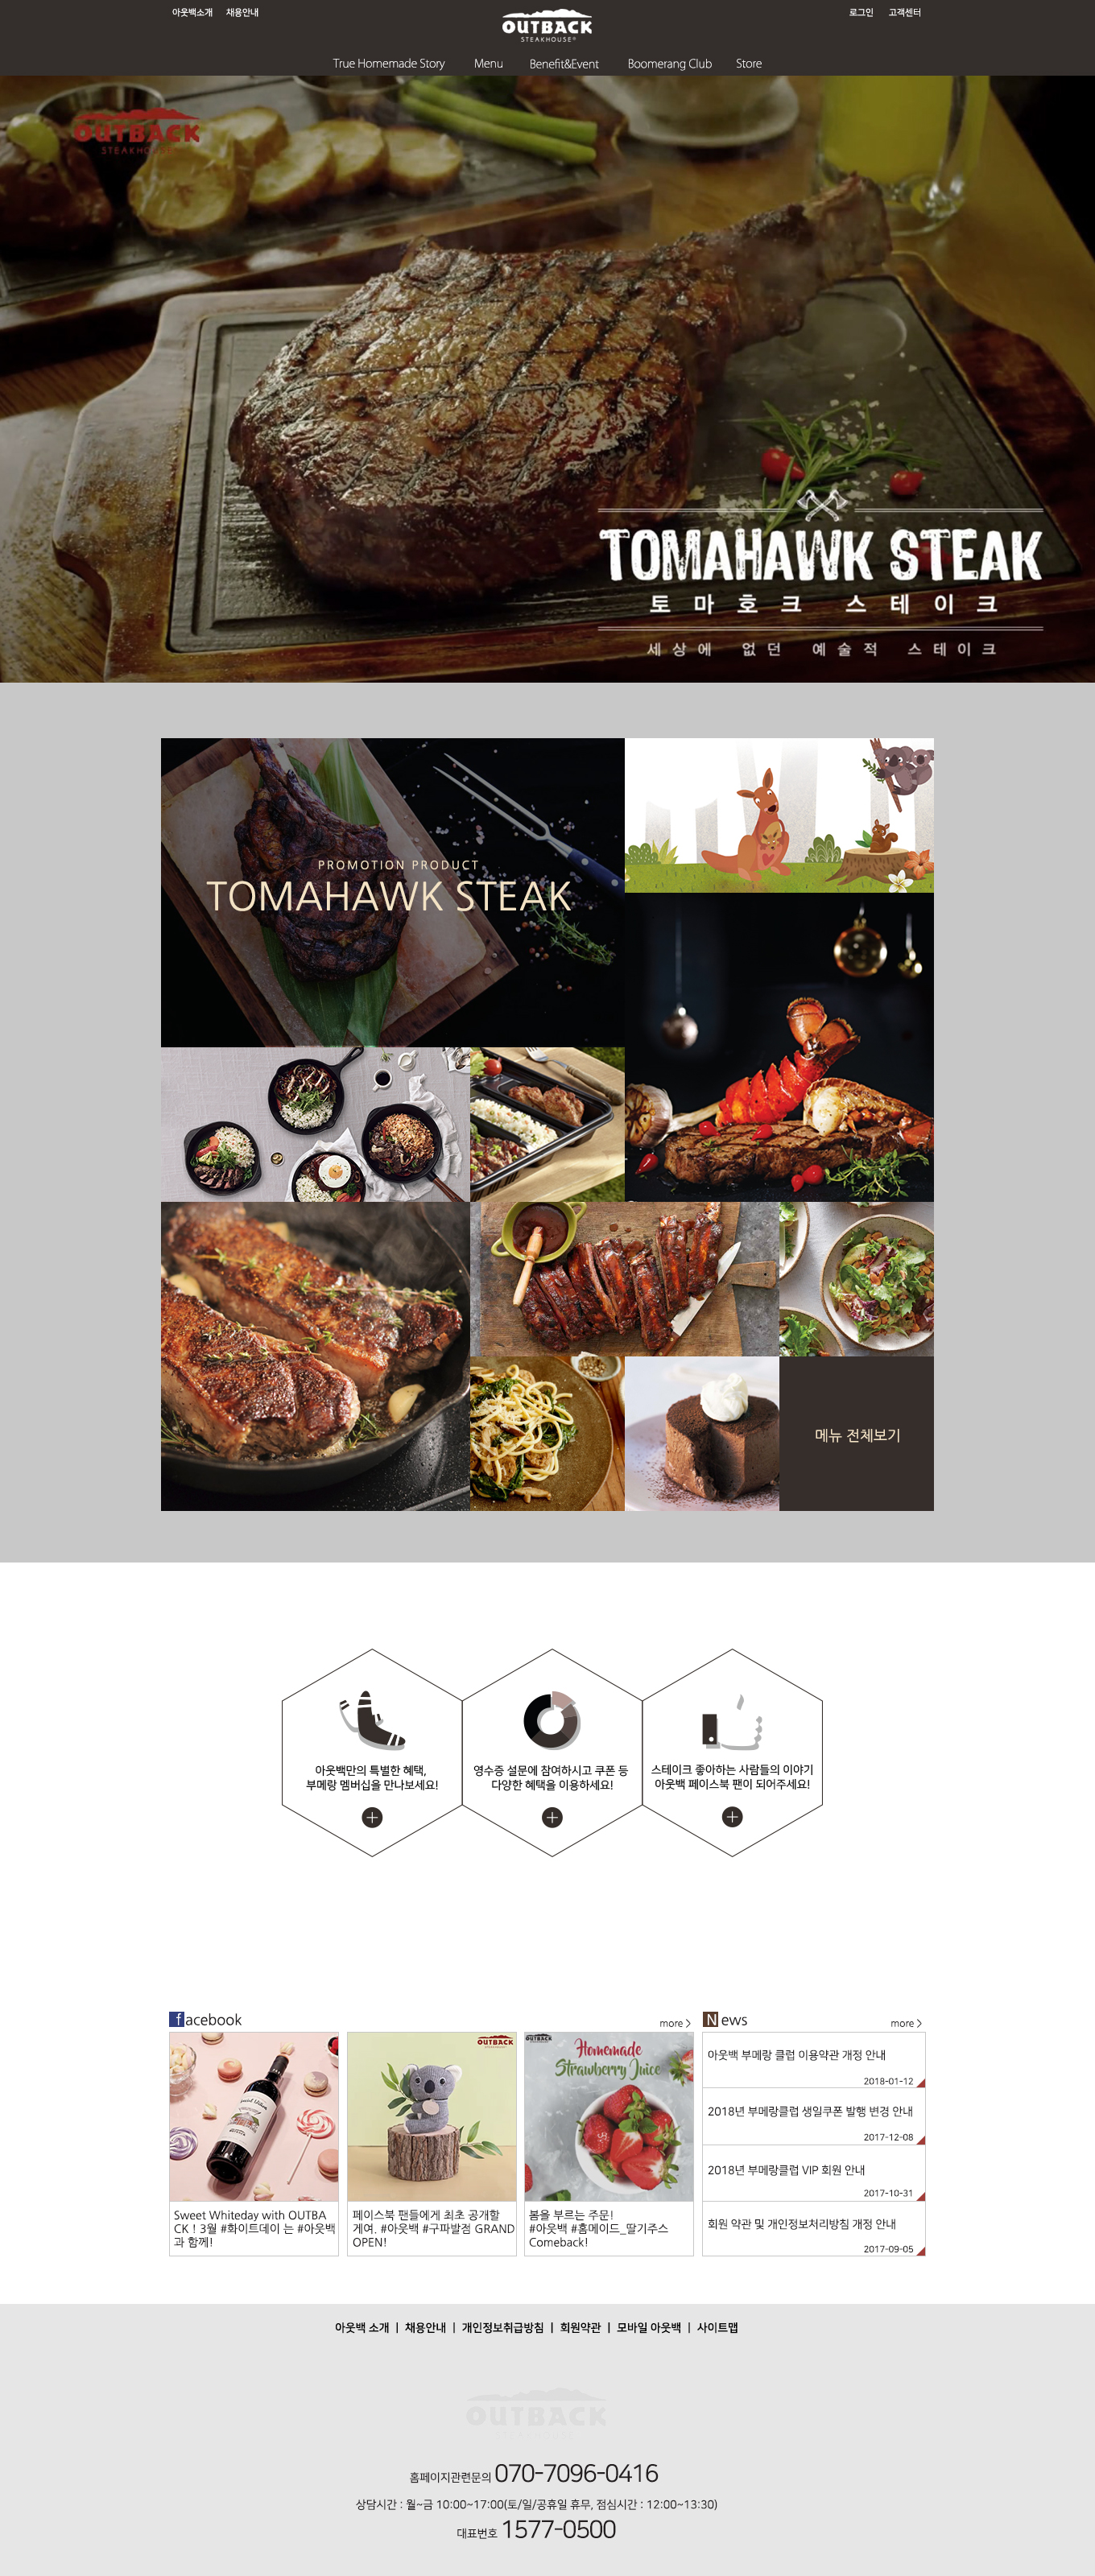 아웃백소개 채용안내
OUTBACK
STEAKHOUSE®
로그인 고객센터
True Homemade Story Menu Benefit&Event Boomerang Club Store
OUTBACK
STEAKHOUSE
TOMAHAWK STEAK
토마호크 스테이크
세상에 없던 예술적 스테이크
PROMOTION PRODUCT
TOMAHAWK STEAK
메뉴 전체보기
아웃백만의 특별한 혜택,
부메랑 멤버십을 만나보세요!
영수증 설문에 참여하시고 쿠폰 등
다양한 혜택을 이용하세요!
스테이크 좋아하는 사람들의 이야기
아웃백 페이스북 팬이 되어주세요!
facebook
more >
OUTBACK
OUTBACK
Homemade
Strawberry Juice
Sweet Whiteday with OUTBA
CK ! 3월 #화이트데이 는 #아웃백
과 함께!
페이스북 팬들에게 최초 공개할
게여. #아웃백 #구파발점 GRAND
OPEN!
봄을 부르는 주문!
#아웃백 #홈메이드_딸기주스
Comeback!
News
more >
아웃백 부메랑 클럽 이용약관 개정 안내
2018-01-12
2018년 부메랑클럽 생일쿠폰 발행 변경 안내
2017-12-08
2018년 부메랑클럽 VIP 회원 안내
2017-10-31
회원 약관 및 개인정보처리방침 개정 안내
2017-09-05
아웃백 소개 | 채용안내 | 개인정보취급방침 | 회원약관 | 모바일 아웃백 | 사이트맵
OUTBACK
홈페이지관련문의 070-7096-0416
상담시간 : 월~금 10:00~17:00(토/일/공휴일 휴무, 점심시간 : 12:00~13:30)
대표번호 1577-0500